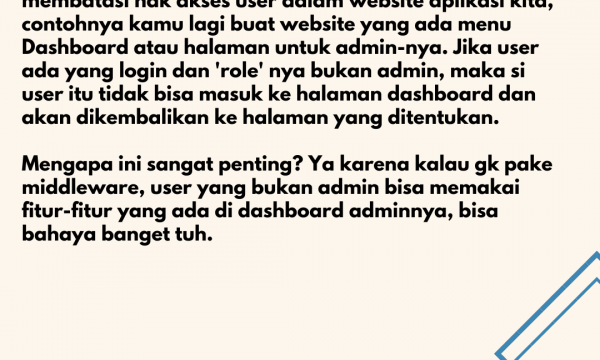 membatasi hak akses user dalam website aplikasi kita,
contohnya kamu lagi buat website yang ada menu
Dashboard atau halaman untuk admin-nya. Jika user
ada yang login dan 'role' nya bukan admin, maka si
user itu tidak bisa masuk ke halaman dashboard dan
akan dikembalikan ke halaman yang ditentukan.
Mengapa ini sangat penting? Ya karena kalau gk pake
middleware, user yang bukan admin bisa memakai
fitur-fitur yang ada di dashboard adminnya, bisa
bahaya banget tuh.